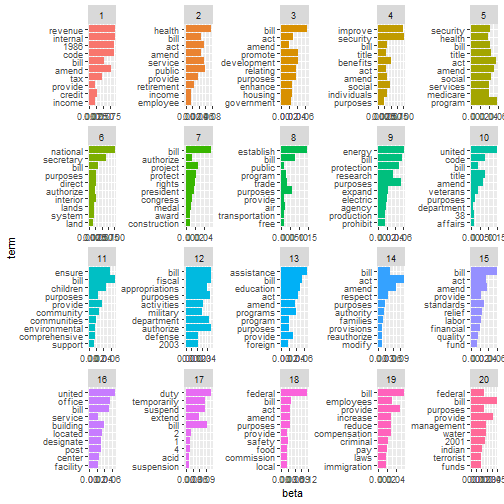 1
revenue
internal
1986
code
bill
amend
tax
provide
credit
income
2
health
bill
act
amend
service
public
provide
retirement
income
employee
3
bill
act
amend
promote
development
relating
purposes
enhance
housing
government
4
improve
security
bill
title
benefits
act
amend
social
individuals
purposes
5
security
health
bill
title
act
amend
social
services
medicare
program
6
national
secretary
bill
purposes
direct
authorize
interior
lands
system
land
7
bill
authorize
project
protect
rights
president
congress
medal
award
construction
8
establish
bill
public
program
trade
purposes
provide
air
transportation
free
9
energy
bill
protection
research
purposes
expand
electric
agency
production
prohibit
10
united
code
bill
title
amend
veterans
purposes
department
38
affairs
11
ensure
bill
children
purposes
provide
community
communities
environmental
comprehensive
support
12
bill
fiscal
appropriations
purposes
activities
military
department
authorize
defense
2003
13
assistance
bill
education
act
amend
programs
program
purposes
provide
foreign
14
bill
act
amend
respect
purposes
authority
families
provisions
reauthorize
modify
15
bill
act
amend
provide
standards
relief
labor
financial
quality
fund
16
united
office
bill
service
building
located
designate
post
center
facility
17
duty
temporarily
2003
suspend
extend
bill
2
1
4
acid
suspension
18
federal
bill
act
amend
purposes
provide
safety
food
commission
local
19
bill
employees
provide
increase
reduce
compensation
criminal
pay
laws
immigration
20
federal
bill
purposes
provide
management
water
2001
indian
terrorist
funds
term
beta